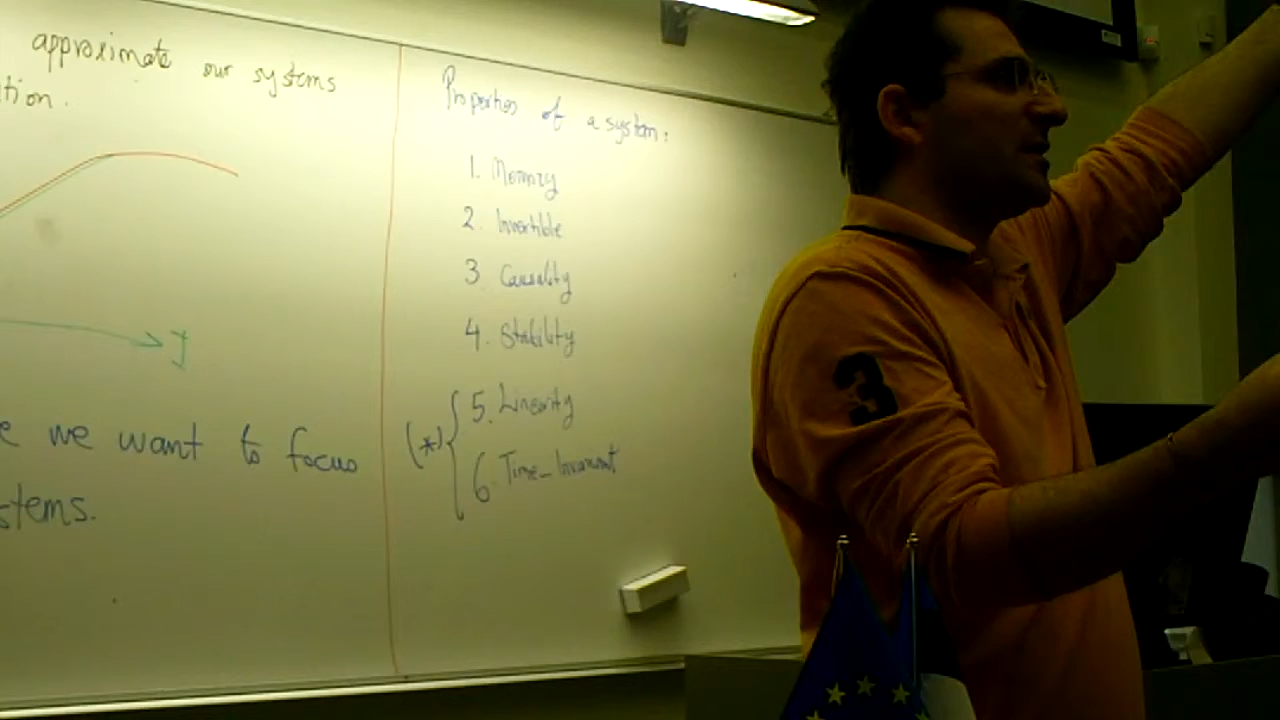 approximate our systems
tion.
y
e we want to focus
stems.
Properties of a system:
1. Memory
2. Invertible
3. Causality
4. Stability
(*) { 5. Linearity
6. Time-Invariant
3